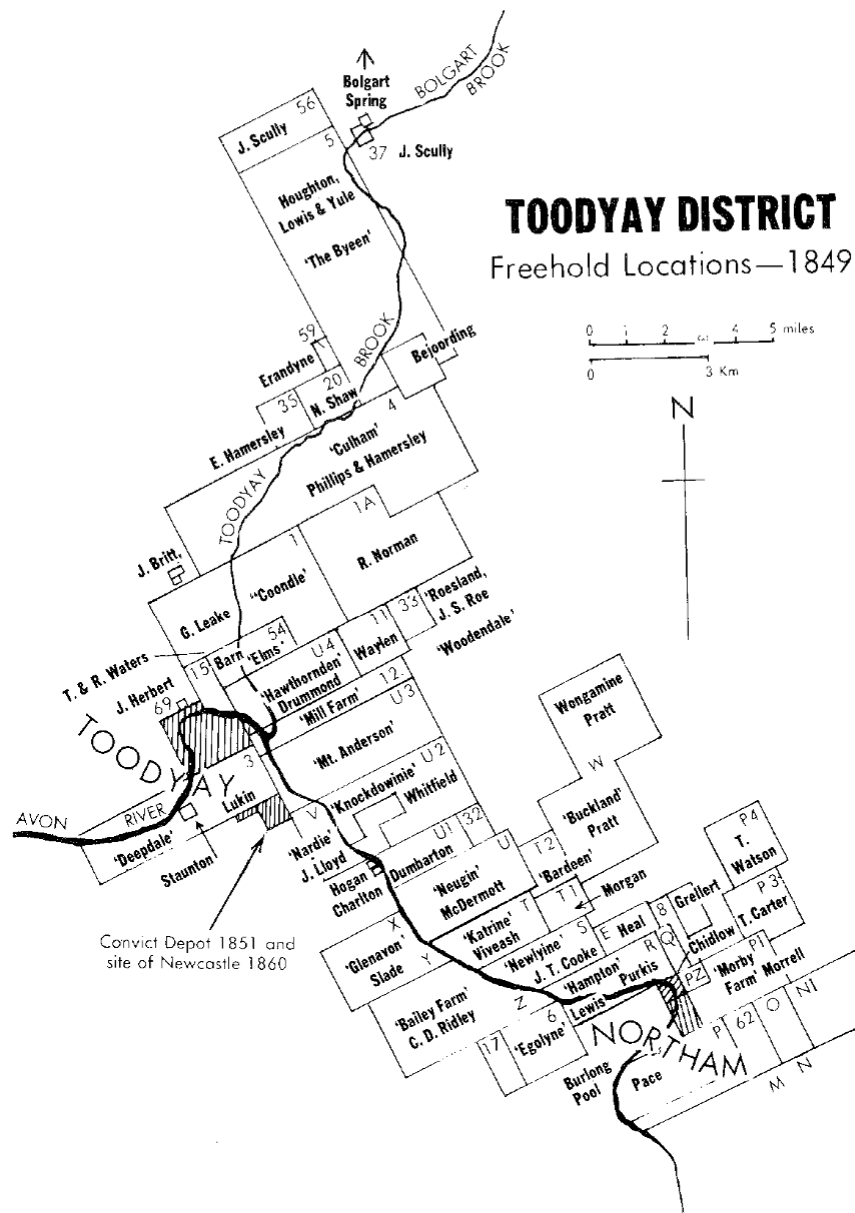 TOODYAY DISTRICT
Freehold Locations—1849
0 1 2 4 5 miles
0 3 Km
N
Bolgart
Spring
BOLGART
BROOK
J. Scully 56
37 J. Scully
5
Houghton,
Lowis & Yule
'The Byeen'
59
Erandyne
BROOK
Bejoording
20
N. Shaw
35
E. Hamersley
4
'Culham'
Phillips & Hamersley
TOODYAY
1A
R. Norman
J. Britt,
1
"Coondle'
G. Leake
33
'Roesland,
J. S. Roe
'Woodendale'
11
Waylen
T. & R. Waters
15
Barn
54
'Elms'
U4
'Hawthornden'
Drummond
J. Herbert
69
12.
'Mill Farm'
U3
'Mt. Anderson'
TOODYAY
3
Lukin
U2
'Knockdowinie'
Whitfield
AVON
RIVER
'Deepdale'
Staunton
V
'Nardie'
J. Lloyd
Hogan
Charlton
U1
Dumbarton
32
U
'Neugin'
McDermott
Wongamine
Pratt
W
'Buckland'
Pratt
T2
'Bardeen'
T1
Morgan
T
'Katrine'
Viveash
Convict Depot 1851 and
site of Newcastle 1860
X
'Glenavon'
Slade
Y
'Bailey Farm'
C. D. Ridley
Z
S
'Newlyine'
J. T. Cooke
E
Neal
8
Grellert
P4
T.
Watson
P3
T. Carter
Chidlow
R
'Hampton'
Purkis
Q
PZ
P1
'Morby
Farm' Morrell
Lewis
6
'Egolyne'
17
NORTHAM
Burlong
Pool
Pace
P
62
O
N1
M
N